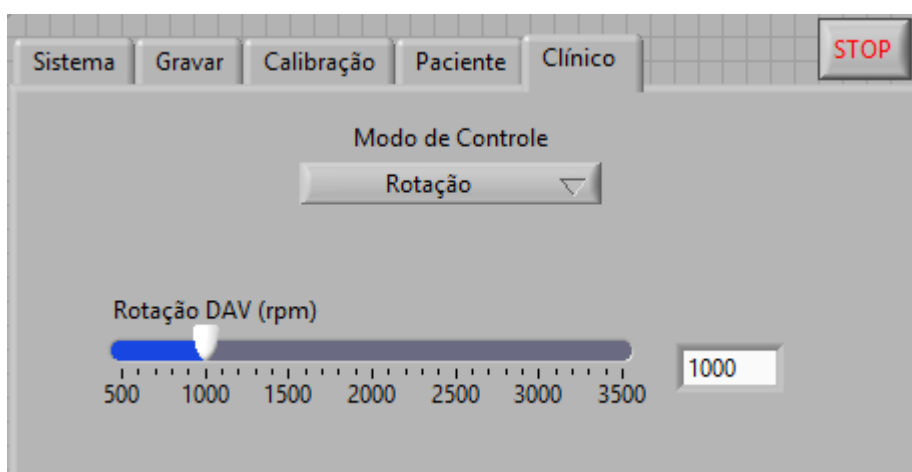 Sistema Gravar Calibração Paciente Clínico STOP
Modo de Controle
Rotação
Rotação DAV (rpm)
1000
500 1000 1500 2000 2500 3000 3500